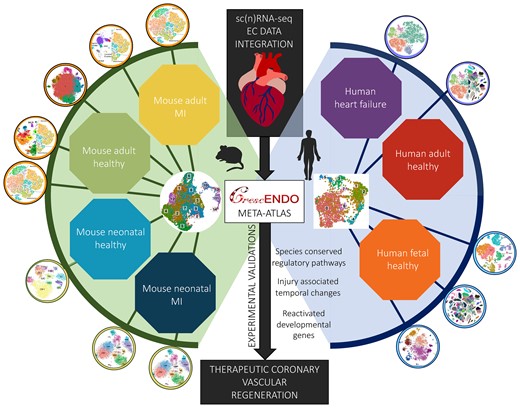 sc(n)RNA-seq
EC DATA
INTEGRATION
Mouse adult
MI
Human
heart failure
Mouse adult
healthy
Human adult
healthy
CrescENDO
META-ATLAS
Mouse neonatal
healthy
Human fetal
healthy
Mouse neonatal
MI
EXPERIMENTAL VALIDATIONS
Species conserved
regulatory pathways
Injury associated
temporal changes
Reactivated
developmental
genes
THERAPEUTIC CORONARY
VASCULAR
REGENERATION